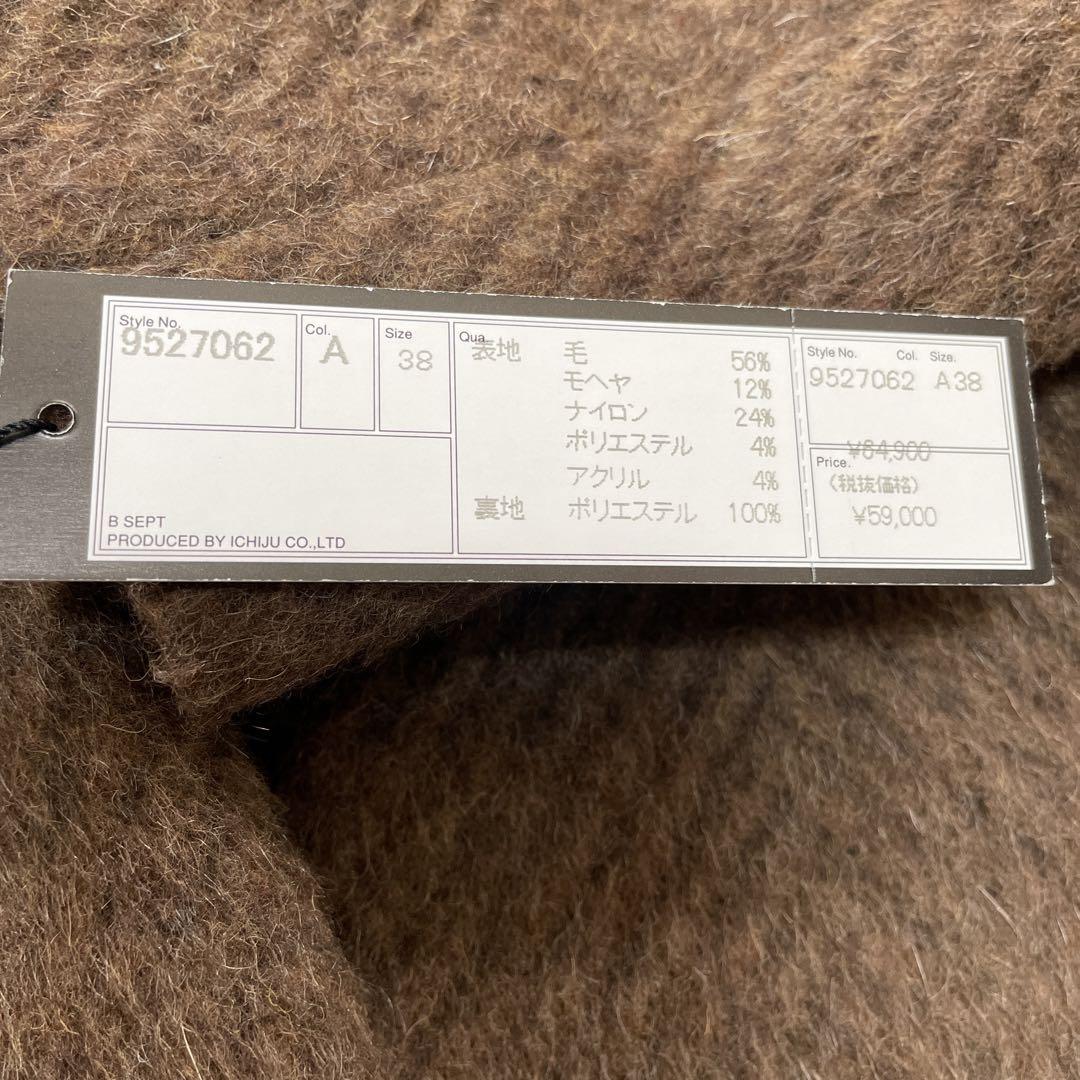 Style No.
9527062
Col.
A
Size
38
B SEPT
PRODUCED BY ICHIJU CO.,LTD
Qua.
表地 毛 56%
モヘヤ 12%
ナイロン 24%
ポリエステル 4%
アクリル 4%
裏地 ポリエステル 100%
Style No. Col. Size.
9527062 A38
¥64,900
Price.
(税抜価格)
¥59,000